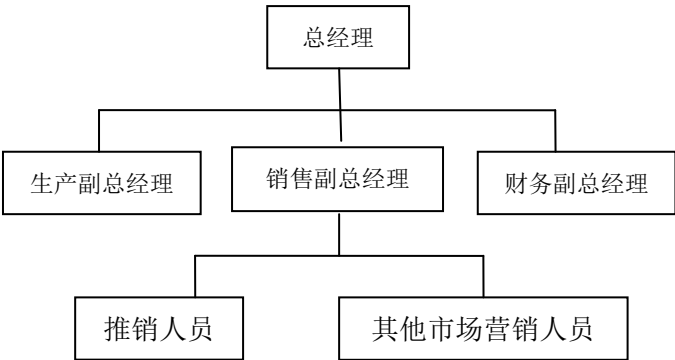 总经理
生产副总经理
销售副总经理
财务副总经理
推销人员
其他市场营销人员